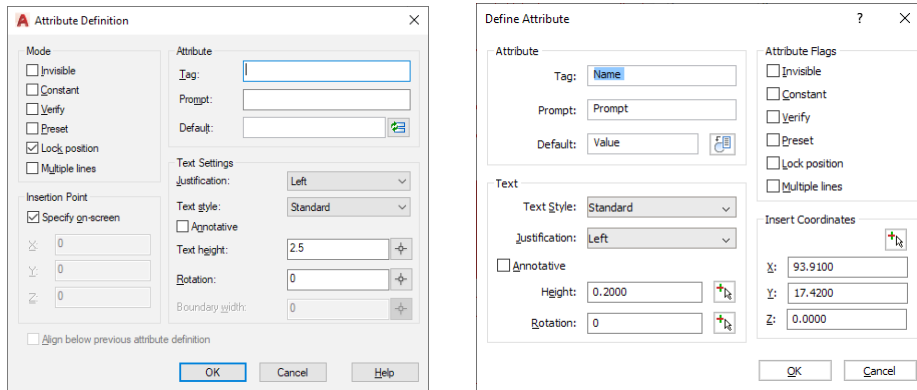 Attribute Definition
Mode
Invisible
Constant
Verify
Preset
Lock position
Multiple lines
Insertion Point
Specify on-screen
X: 0
Y: 0
Z: 0
Align below previous attribute definition
Attribute
Tag:
Prompt:
Default:
Text Settings
Justification: Left
Text style: Standard
Annotative
Text height: 2.5
Rotation: 0
Boundary width: 0
OK Cancel Help
Define Attribute ?
Attribute
Tag: Name
Prompt: Prompt
Default: Value
Text
Text Style: Standard
Justification: Left
Annotative
Height: 0.2000
Rotation: 0
Attribute Flags
Invisible
Constant
Verify
Preset
Lock position
Multiple lines
Insert Coordinates
X: 93.9100
Y: 17.4200
Z: 0.0000
OK Cancel